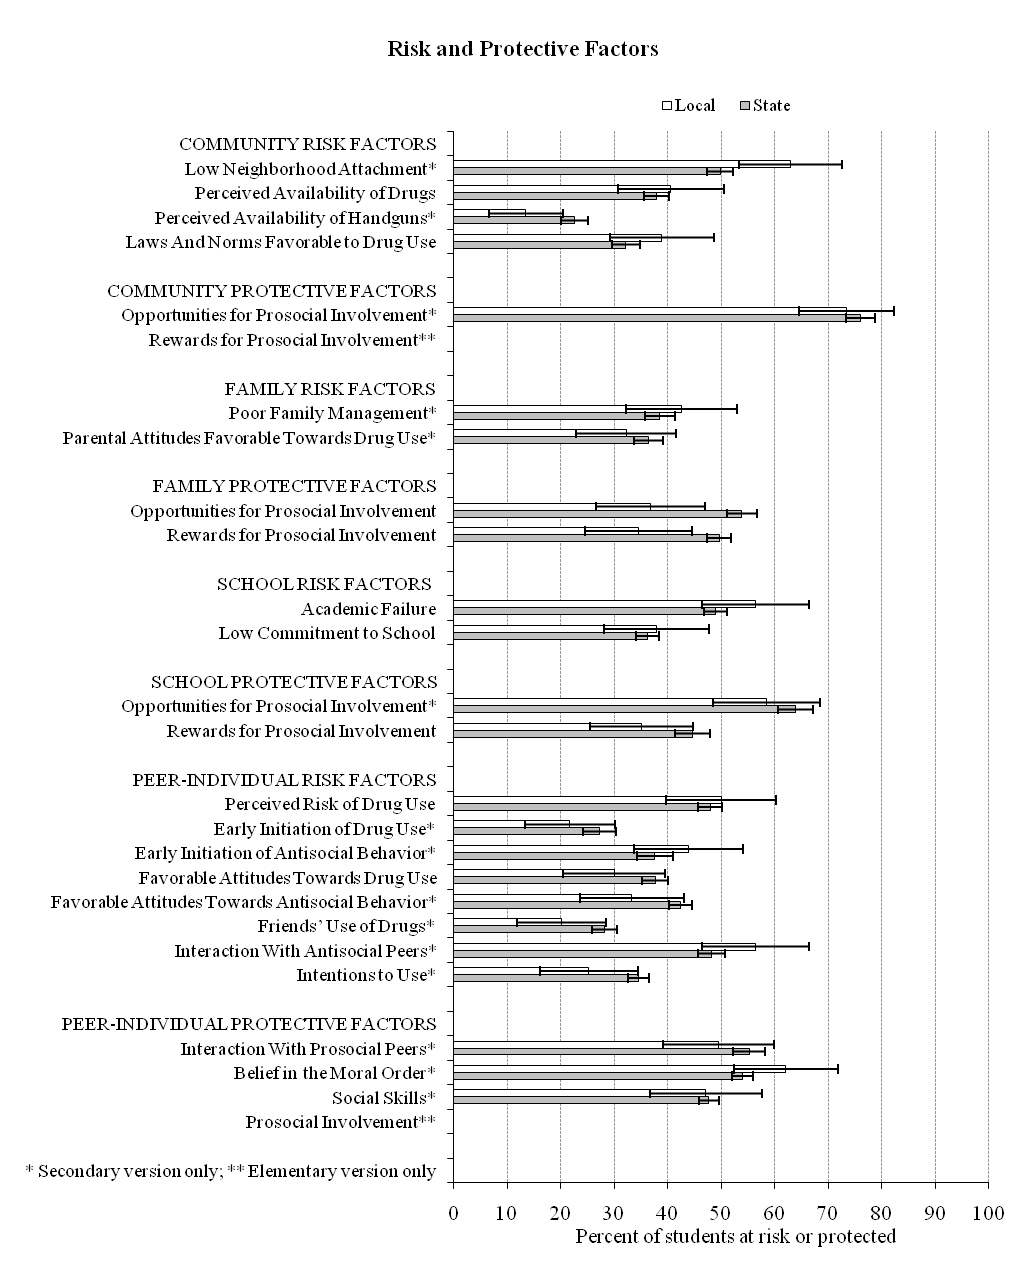 Risk and Protective Factors
Local State
COMMUNITY RISK FACTORS
Low Neighborhood Attachment*
Perceived Availability of Drugs
Perceived Availability of Handguns*
Laws And Norms Favorable to Drug Use
COMMUNITY PROTECTIVE FACTORS
Opportunities for Prosocial Involvement*
Rewards for Prosocial Involvement**
FAMILY RISK FACTORS
Poor Family Management*
Parental Attitudes Favorable Towards Drug Use*
FAMILY PROTECTIVE FACTORS
Opportunities for Prosocial Involvement
Rewards for Prosocial Involvement
SCHOOL RISK FACTORS
Academic Failure
Low Commitment to School
SCHOOL PROTECTIVE FACTORS
Opportunities for Prosocial Involvement*
Rewards for Prosocial Involvement
PEER-INDIVIDUAL RISK FACTORS
Perceived Risk of Drug Use
Early Initiation of Drug Use*
Early Initiation of Antisocial Behavior*
Favorable Attitudes Towards Drug Use
Favorable Attitudes Towards Antisocial Behavior*
Friends' Use of Drugs*
Interaction With Antisocial Peers*
Intentions to Use*
PEER-INDIVIDUAL PROTECTIVE FACTORS
Interaction With Prosocial Peers*
Belief in the Moral Order*
Social Skills*
Prosocial Involvement**
* Secondary version only; ** Elementary version only
0 10 20 30 40 50 60 70 80 90 100
Percent of students at risk or protected